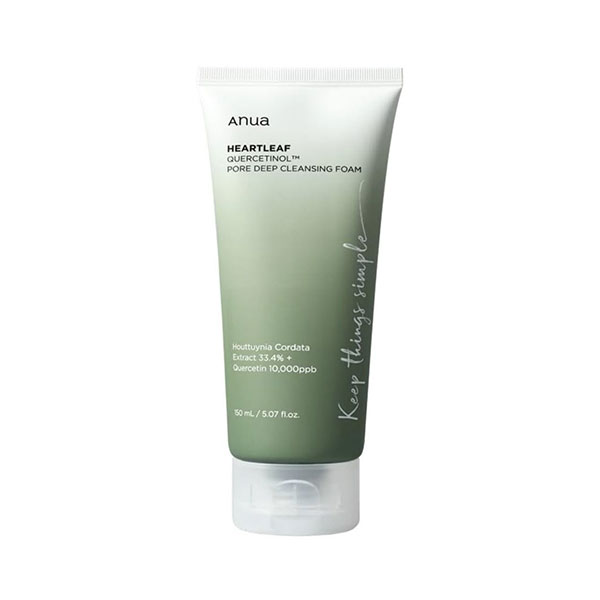 Anua
HEARTLEAF
QUERCETINOL™
PORE DEEP CLEANSING FOAM
Keep things simple
Houttuynia Cordata
Extract 33.4% +
Quercetin 10,000ppb
150 mL / 5.07 fl.oz.